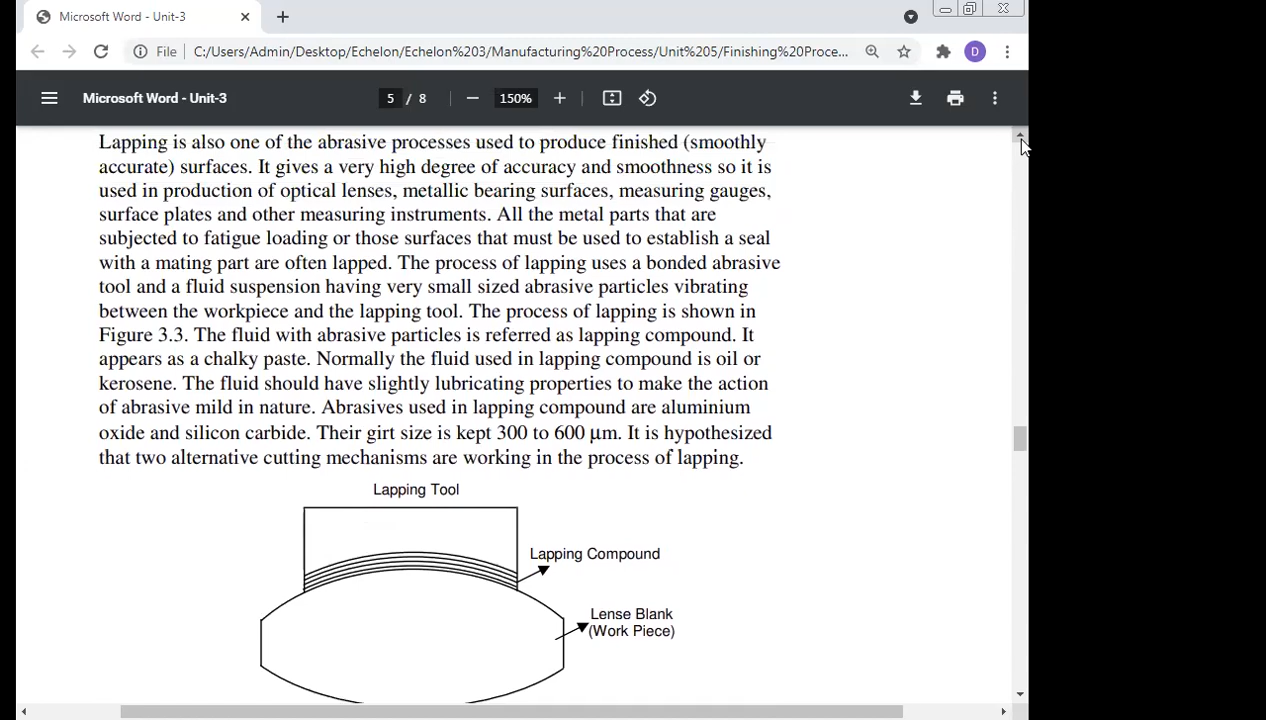 Microsoft Word - Unit-3
File C:/Users/Admin/Desktop/Echelon/Echelon%203/Manufacturing%20Process/Unit%205/Finishing%20Proce... D
Microsoft Word - Unit-3 5 / 8 150%
Lapping is also one of the abrasive processes used to produce finished (smoothly
accurate) surfaces. It gives a very high degree of accuracy and smoothness so it is
used in production of optical lenses, metallic bearing surfaces, measuring gauges,
surface plates and other measuring instruments. All the metal parts that are
subjected to fatigue loading or those surfaces that must be used to establish a seal
with a mating part are often lapped. The process of lapping uses a bonded abrasive
tool and a fluid suspension having very small sized abrasive particles vibrating
between the workpiece and the lapping tool. The process of lapping is shown in
Figure 3.3. The fluid with abrasive particles is referred as lapping compound. It
appears as a chalky paste. Normally the fluid used in lapping compound is oil or
kerosene. The fluid should have slightly lubricating properties to make the action
of abrasive mild in nature. Abrasives used in lapping compound are aluminium
oxide and silicon carbide. Their girt size is kept 300 to 600 μm. It is hypothesized
that two alternative cutting mechanisms are working in the process of lapping.
Lapping Tool
Lapping Compound
Lense Blank
(Work Piece)